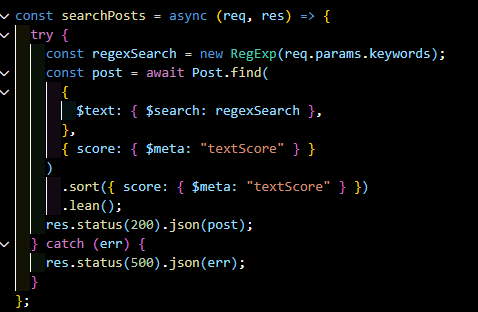 const searchPosts = async (req, res) => {
try {
const regexSearch = new RegExp(req.params.keywords);
const post = await Post.find(
{
$text: { $search: regexSearch },
},
{ score: { $meta: "textScore" } }
)
.sort({ score: { $meta: "textScore" } })
.lean();
res.status(200).json(post);
} catch (err) {
res.status(500).json(err);
}
};